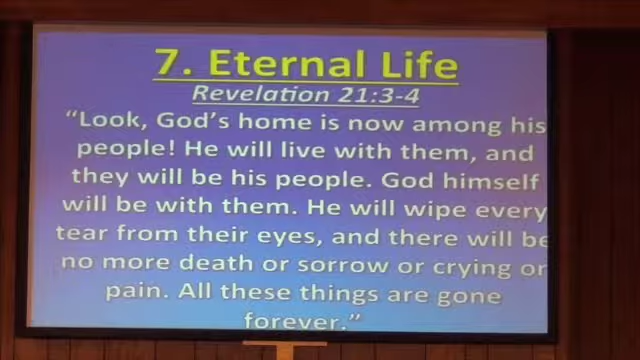 7. Eternal Life
Revelation 21:3-4
“Look, God’s home is now among his
people! He will live with them, and
they will be his people. God himself
will be with them. He will wipe every
tear from their eyes, and there will be
no more death or sorrow or crying or
pain. All these things are gone
forever.”